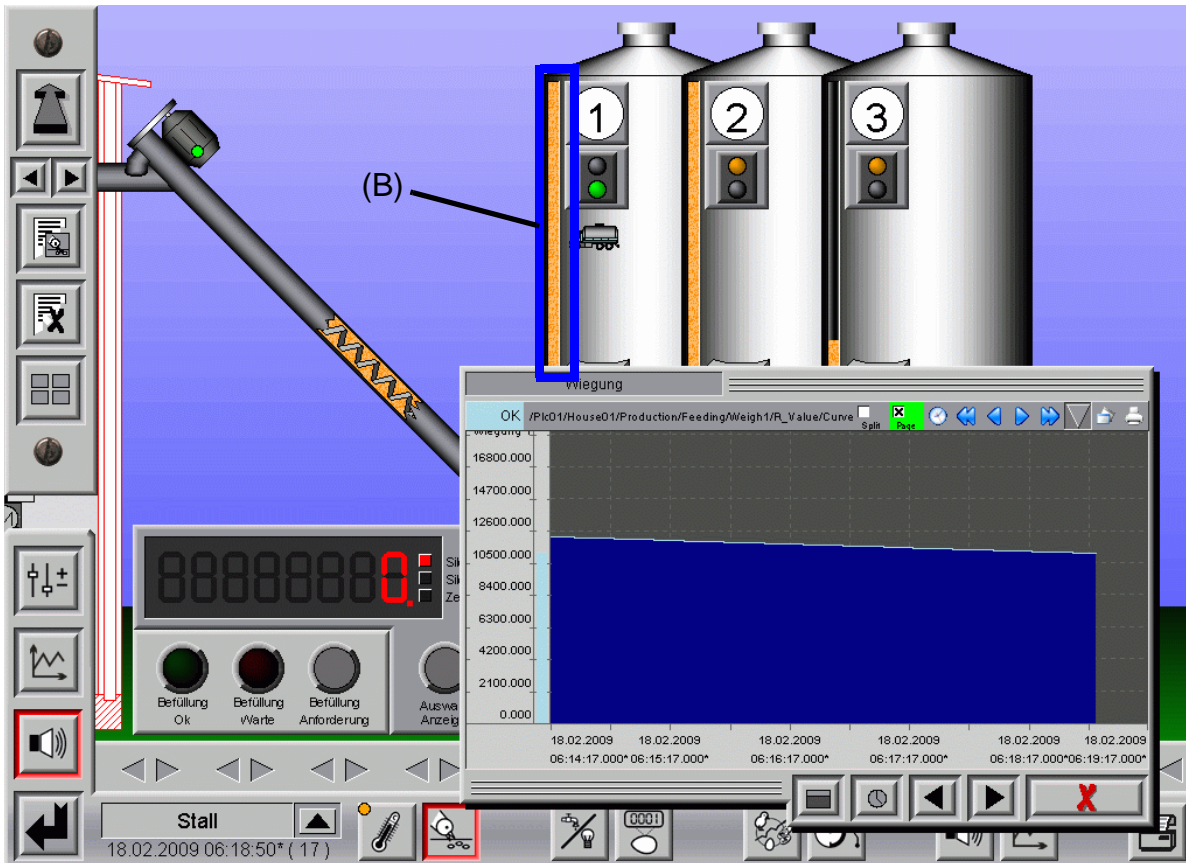 1
2
3
(B)
Wiegung
OK /Plc01/House01/Production/Feeding/Weigh1/R_Value/Curve
Split
Page
16800.000
14700.000
12600.000
10500.000
8400.000
6300.000
4200.000
2100.000
0.000
18.02.2009 18.02.2009 18.02.2009 18.02.2009 18.02.2009 18.02.2009
06:14:17.000* 06:15:17.000* 06:16:17.000* 06:17:17.000* 06:18:17.000* 06:19:17.000*
0.
Befüllung Ok
Befüllung Warte
Befüllung Anforderung
Stall
18.02.2009 06:18:50* ( 17 )
0001